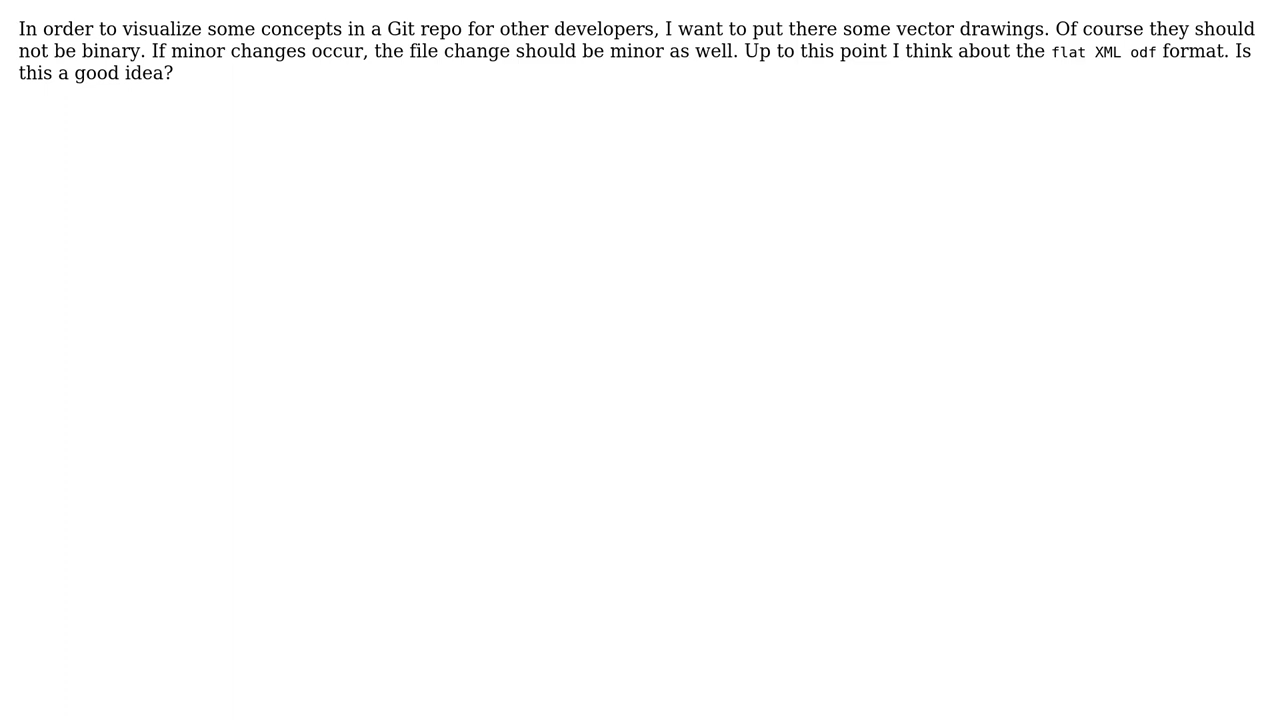 In order to visualize some concepts in a Git repo for other developers, I want to put there some vector drawings. Of course they should
not be binary. If minor changes occur, the file change should be minor as well. Up to this point I think about the flat XML odf format. Is
this a good idea?